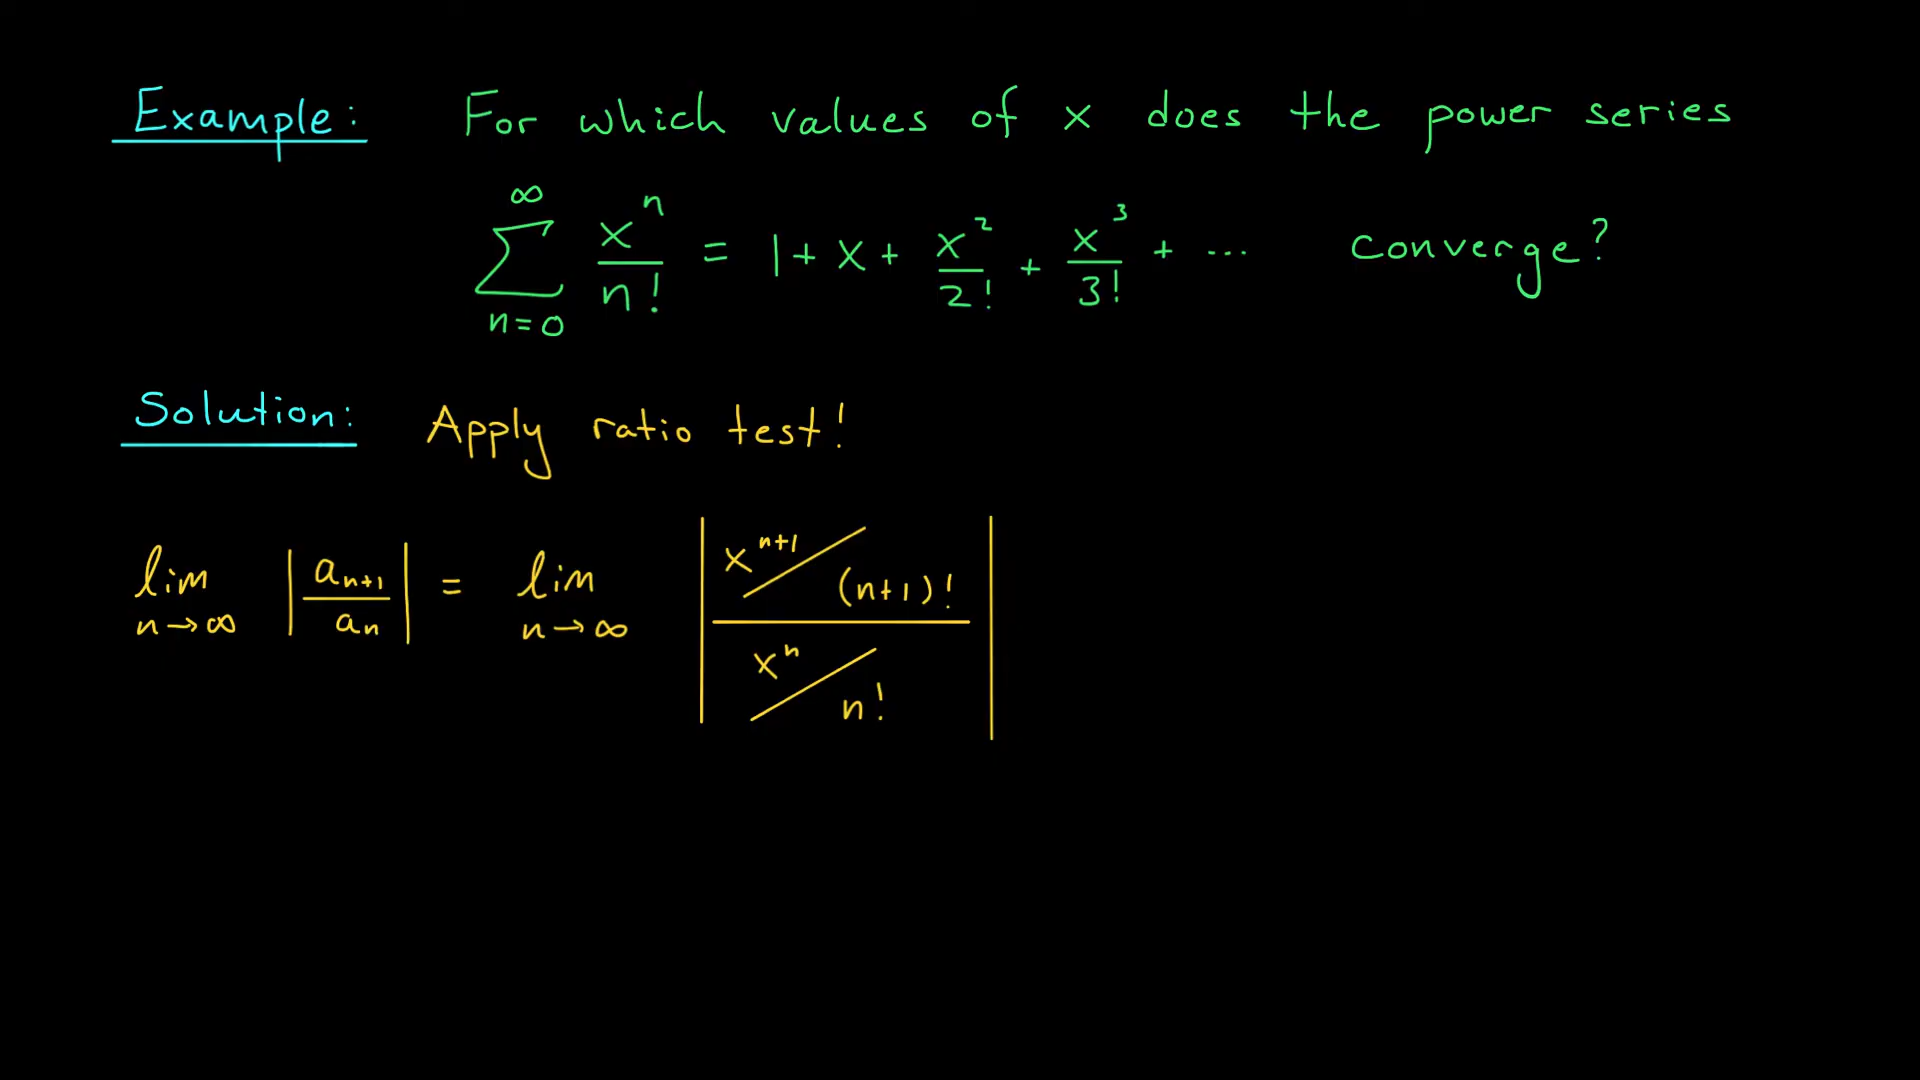 Example: For which values of x does the power series
∞
∑ xⁿ/n! = 1 + x + x²/2! + x³/3! + ... converge?
n=0
Solution: Apply ratio test!
lim n→∞ |aₙ₊₁/aₙ| = lim n→∞ |(xⁿ⁺¹/(n+1)!)/(xⁿ/n!)|